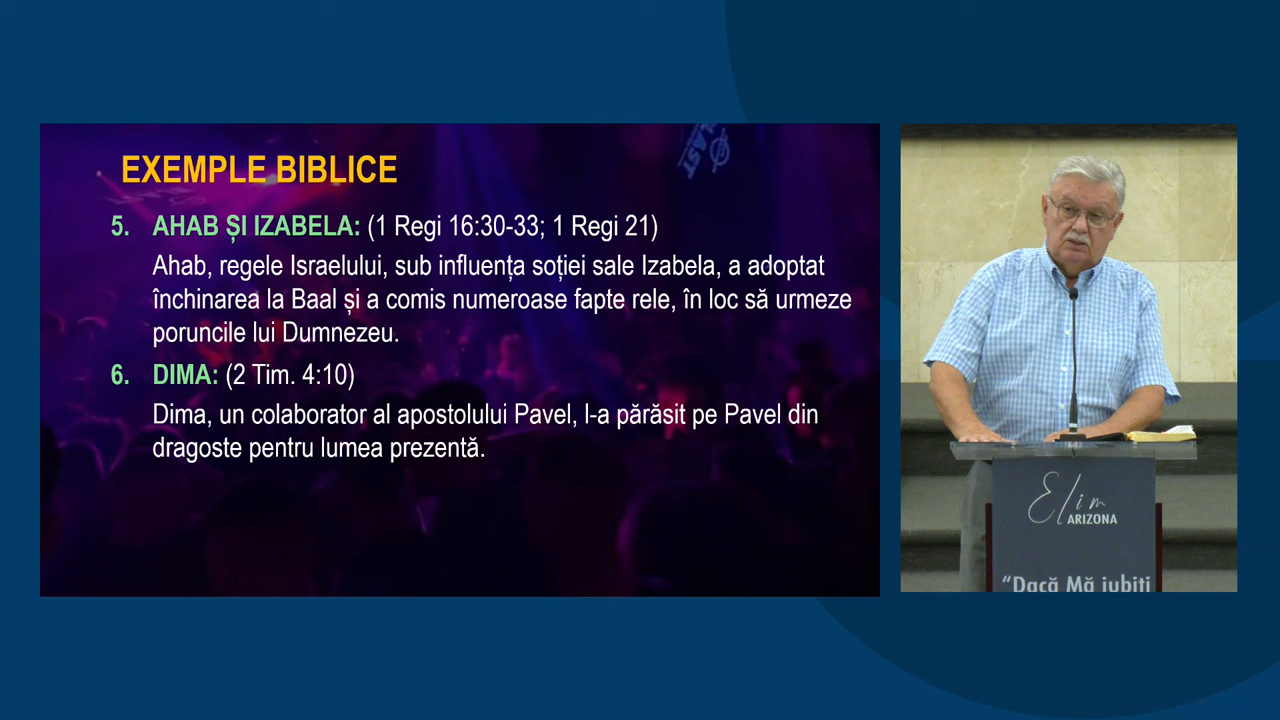 EXEMPLE BIBLICE
5. AHAB ȘI IZABELA: (1 Regi 16:30-33; 1 Regi 21)
Ahab, regele Israelului, sub influența soției sale Izabela, a adoptat
închinarea la Baal și a comis numeroase fapte rele, în loc să urmeze
poruncile lui Dumnezeu.
6. DIMA: (2 Tim. 4:10)
Dima, un colaborator al apostolului Pavel, l-a părăsit pe Pavel din
dragoste pentru lumea prezentă.
Elim
ARIZONA
“Dacă Mă iubiți